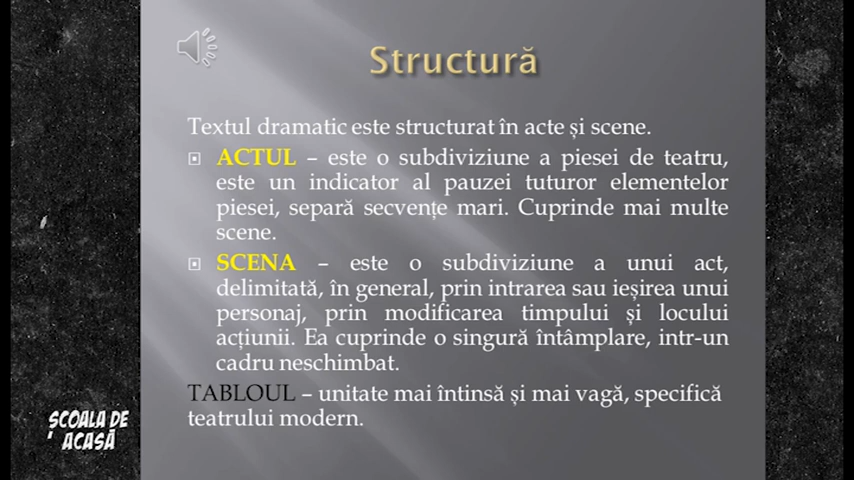 Structură
Textul dramatic este structurat în acte și scene.
ACTUL – este o subdiviziune a piesei de teatru,
este un indicator al pauzei tuturor elementelor
piesei, separă secvențe mari. Cuprinde mai multe
scene.
SCENA – este o subdiviziune a unui act,
delimitată, în general, prin intrarea sau ieșirea unui
personaj, prin modificarea timpului și locului
acțiunii. Ea cuprinde o singură întâmplare, intr-un
cadru neschimbat.
TABLOUL – unitate mai întinsă și mai vagă, specifică
teatrului modern.
ȘCOALA DE
ACASĂ